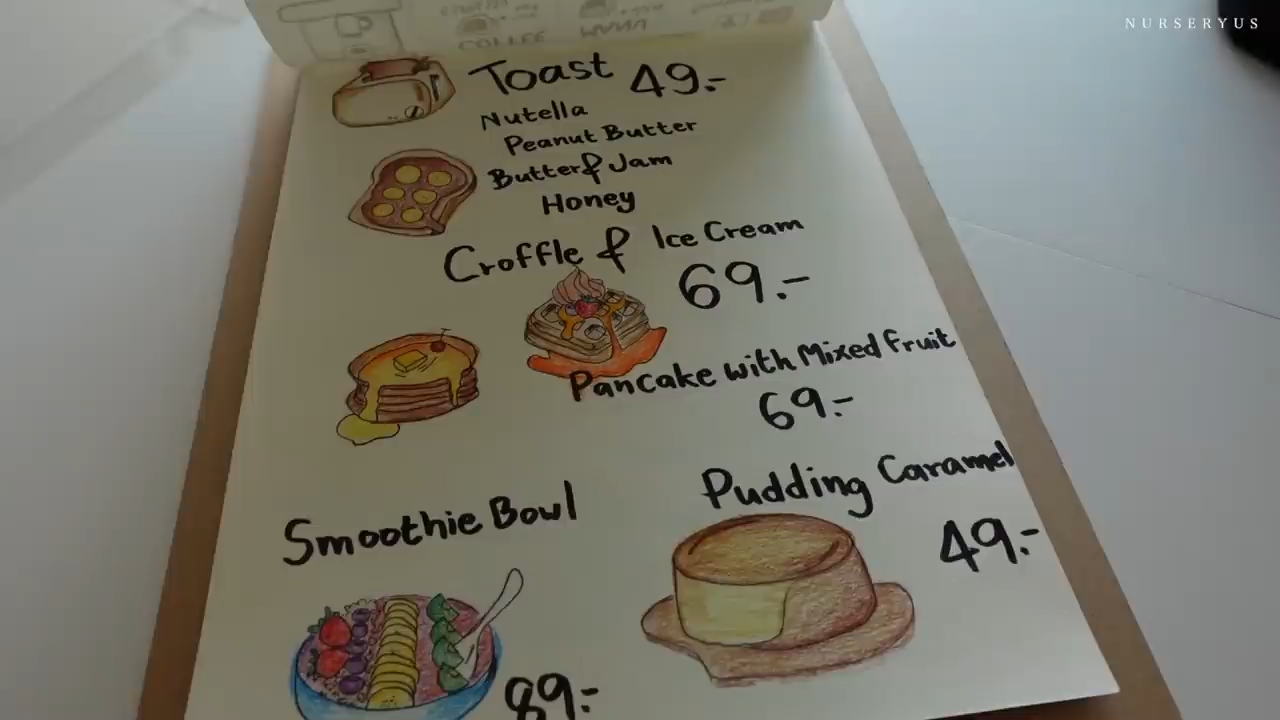 NURSERYUS
COFFEE
Toast 49.-
Nutella
Peanut Butter
Butter & Jam
Honey
Croffle & Ice Cream
69.-
Pancake with Mixed Fruit
69.-
Pudding Caramel
49.-
Smoothie Bowl
89.-